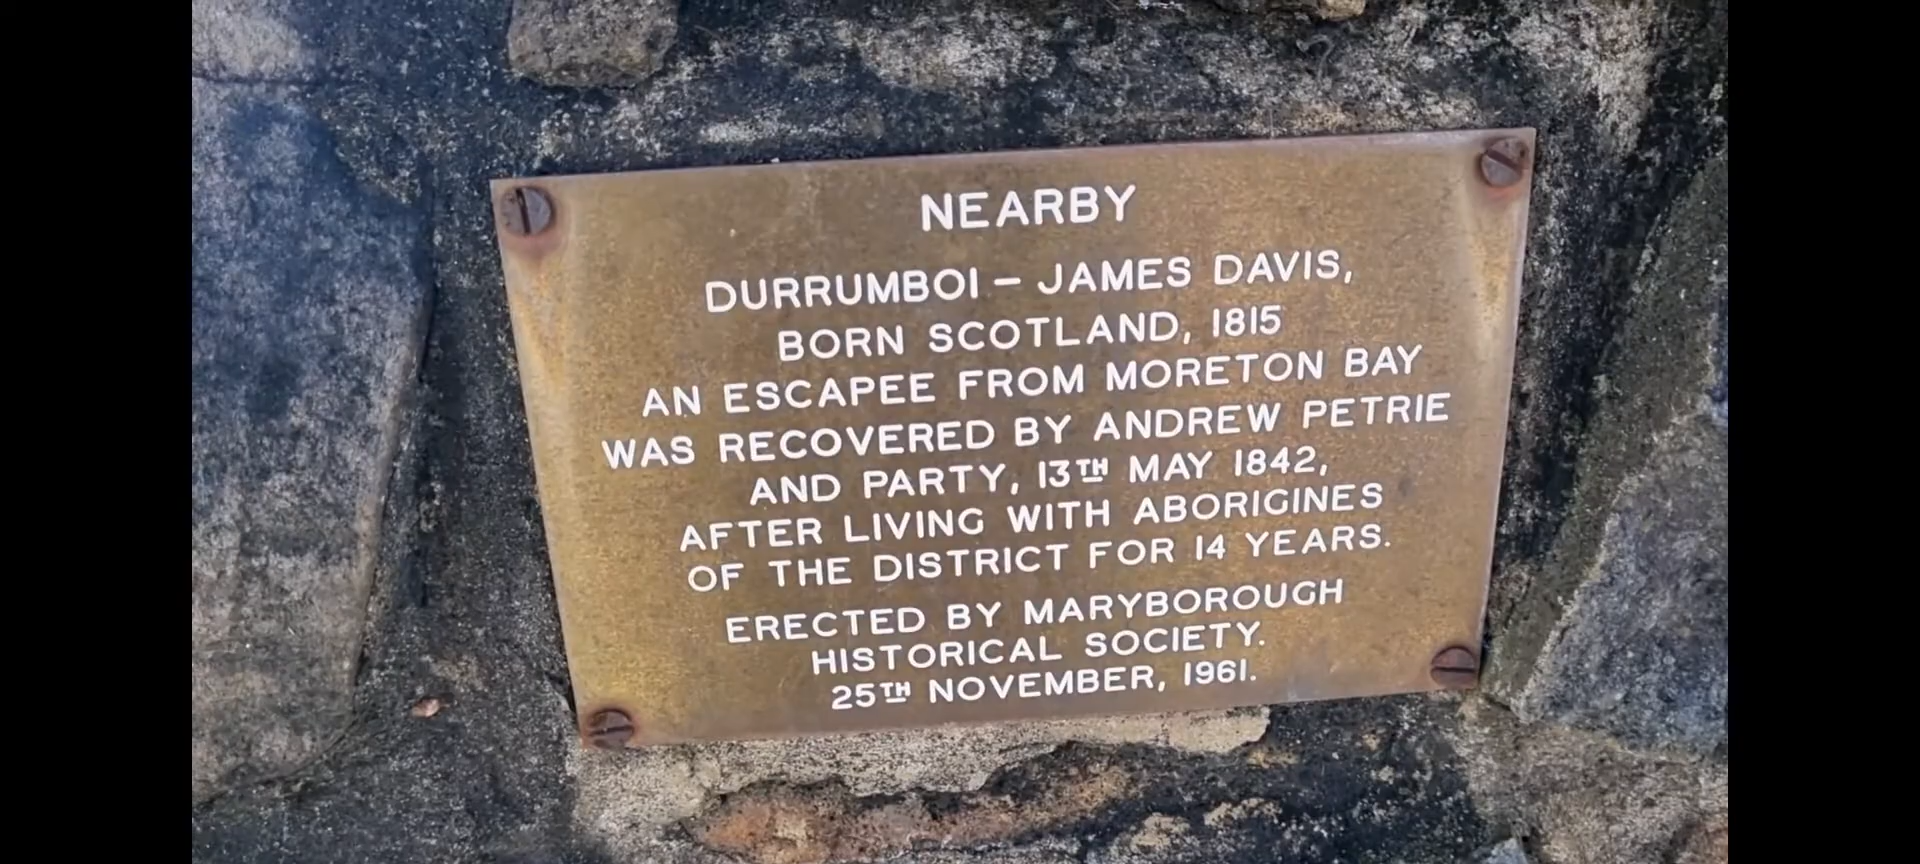 NEARBY
DURRUMBOI – JAMES DAVIS,
BORN SCOTLAND, 1815
AN ESCAPEE FROM MORETON BAY
WAS RECOVERED BY ANDREW PETRIE
AND PARTY, 13TH MAY 1842,
AFTER LIVING WITH ABORIGINES
OF THE DISTRICT FOR 14 YEARS.
ERECTED BY MARYBOROUGH
HISTORICAL SOCIETY.
25TH NOVEMBER, 1961.